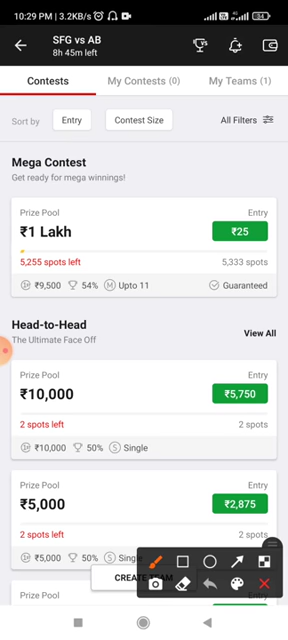 10:29 PM | 3.2KB/s
SFG vs AB
8h 45m left
Contests
My Contests (0)
My Teams (1)
Sort by
Entry
Contest Size
All Filters
Mega Contest
Get ready for mega winnings!
Prize Pool
Entry
₹1 Lakh
₹25
5,255 spots left
5,333 spots
₹9,500
54%
M Upto 11
Guaranteed
Head-to-Head
The Ultimate Face Off
View All
Prize Pool
Entry
₹10,000
₹5,750
2 spots left
2 spots
₹10,000
50%
S Single
Prize Pool
Entry
₹5,000
₹2,875
2 spots left
2 spots
₹5,000
50%
S Single
CREATE TEAM
Prize Pool